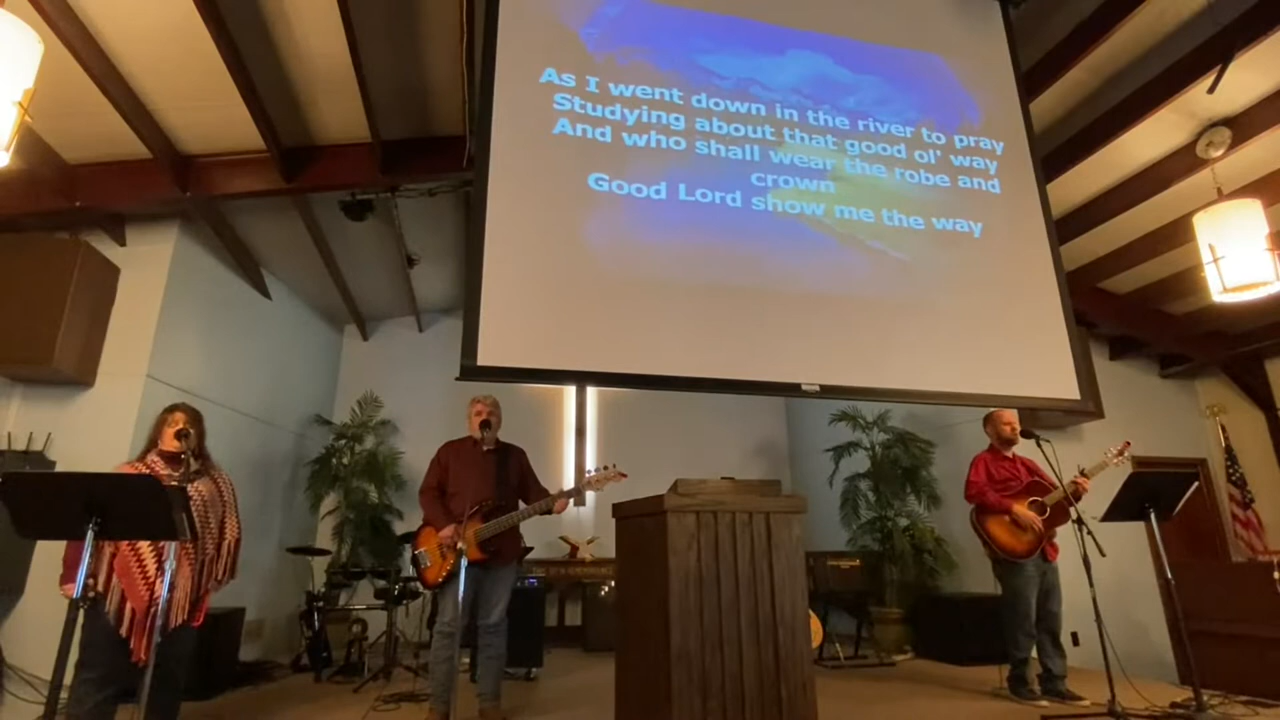 As I went down in the river to pray
Studying about that good ol' way
And who shall wear the robe and
crown
Good Lord show me the way